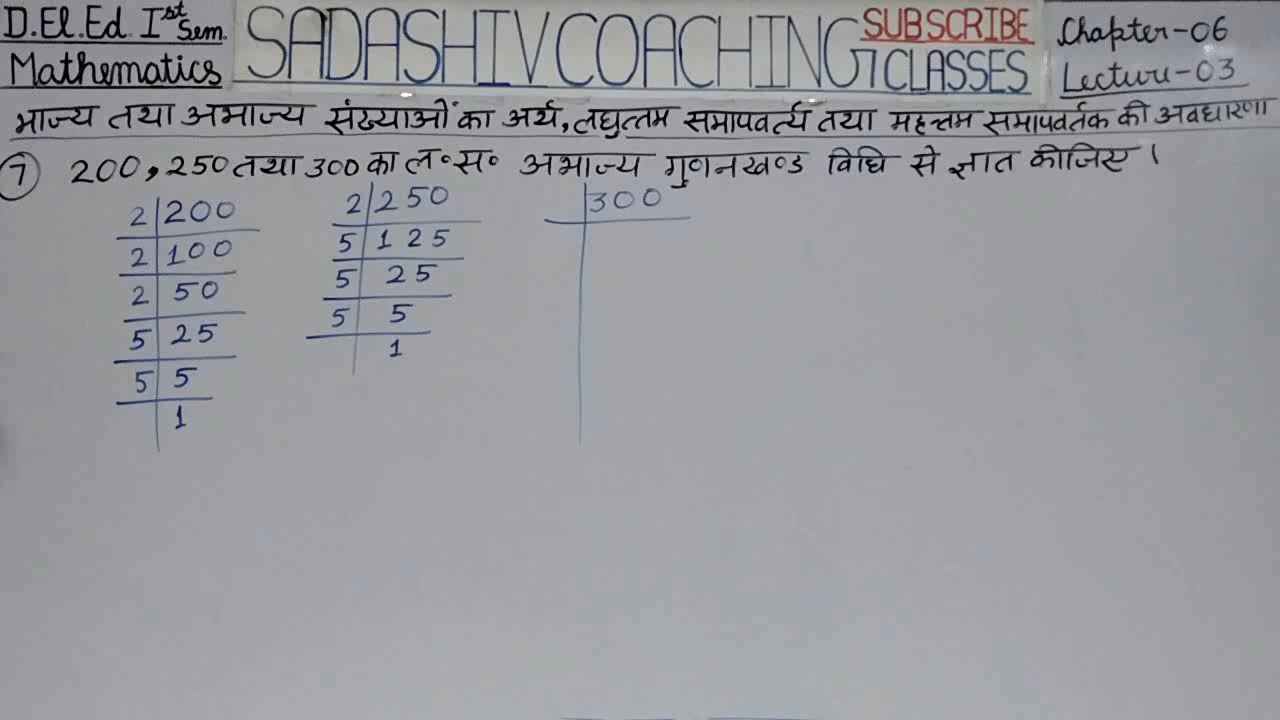 D.El.Ed. Ist Sem.
Mathematics
SADASHIV COACHING CLASSES
SUBSCRIBE
Chapter-06
Lecture-03
भाज्य तथा अभाज्य संख्याओं का अर्थ, लघुत्तम समापवर्त्य तथा महत्तम समापवर्तक की अवधारणा
7 200, 250 तथा 300 का ल०स० अभाज्य गुणनखण्ड विधि से ज्ञात कीजिए।
2 200
2 100
2 50
5 25
5 5
1
2 250
5 125
5 25
5 5
1
300